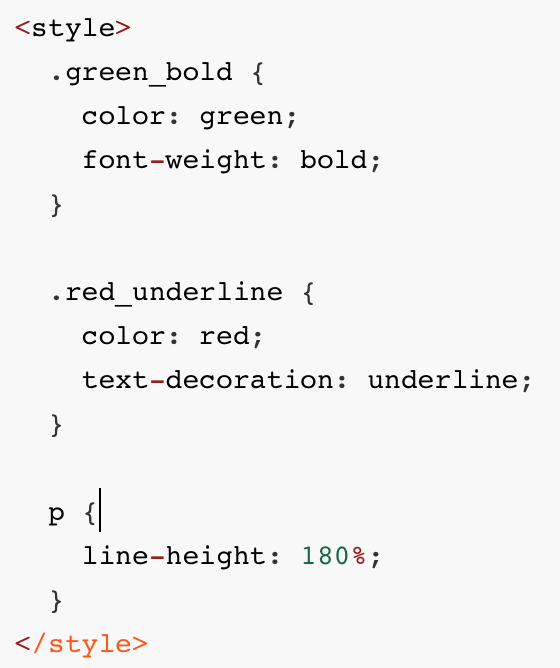 <style>
  .green_bold {
    color: green;
    font-weight: bold;
  }

  .red_underline {
    color: red;
    text-decoration: underline;
  }

  p {
    line-height: 180%;
  }
</style>